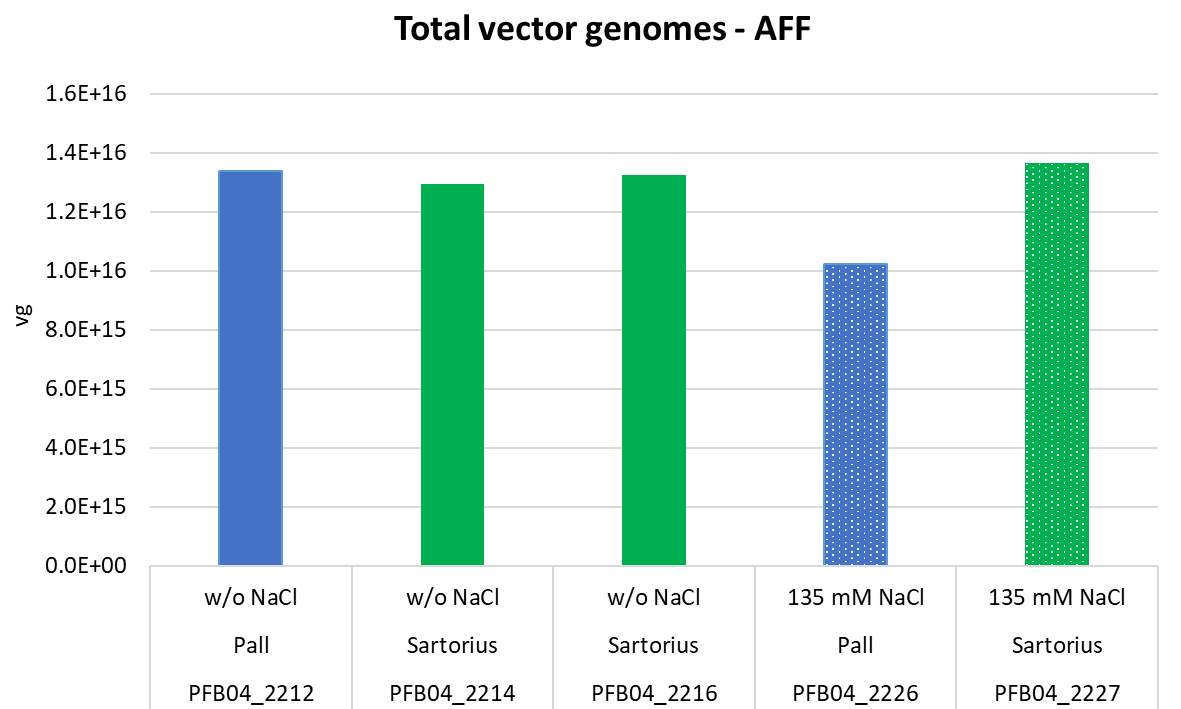 Total vector genomes - AFF
vg
1.6E+16
1.4E+16
1.2E+16
1.0E+16
8.0E+15
6.0E+15
4.0E+15
2.0E+15
0.0E+00
w/o NaCl w/o NaCl w/o NaCl 135 mM NaCl 135 mM NaCl
Pall Sartorius Sartorius Pall Sartorius
PFB04_2212 PFB04_2214 PFB04_2216 PFB04_2226 PFB04_2227